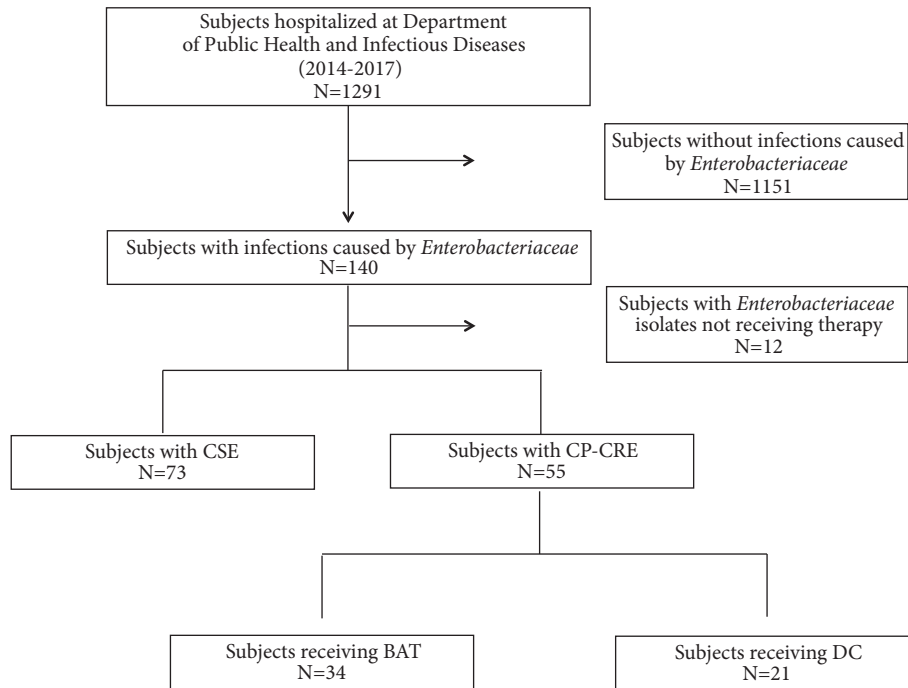 Subjects hospitalized at Department
of Public Health and Infectious Diseases
(2014-2017)
N=1291
Subjects without infections caused
by Enterobacteriaceae
N=1151
Subjects with infections caused by Enterobacteriaceae
N=140
Subjects with Enterobacteriaceae
isolates not receiving therapy
N=12
Subjects with CSE
N=73
Subjects with CP-CRE
N=55
Subjects receiving BAT
N=34
Subjects receiving DC
N=21